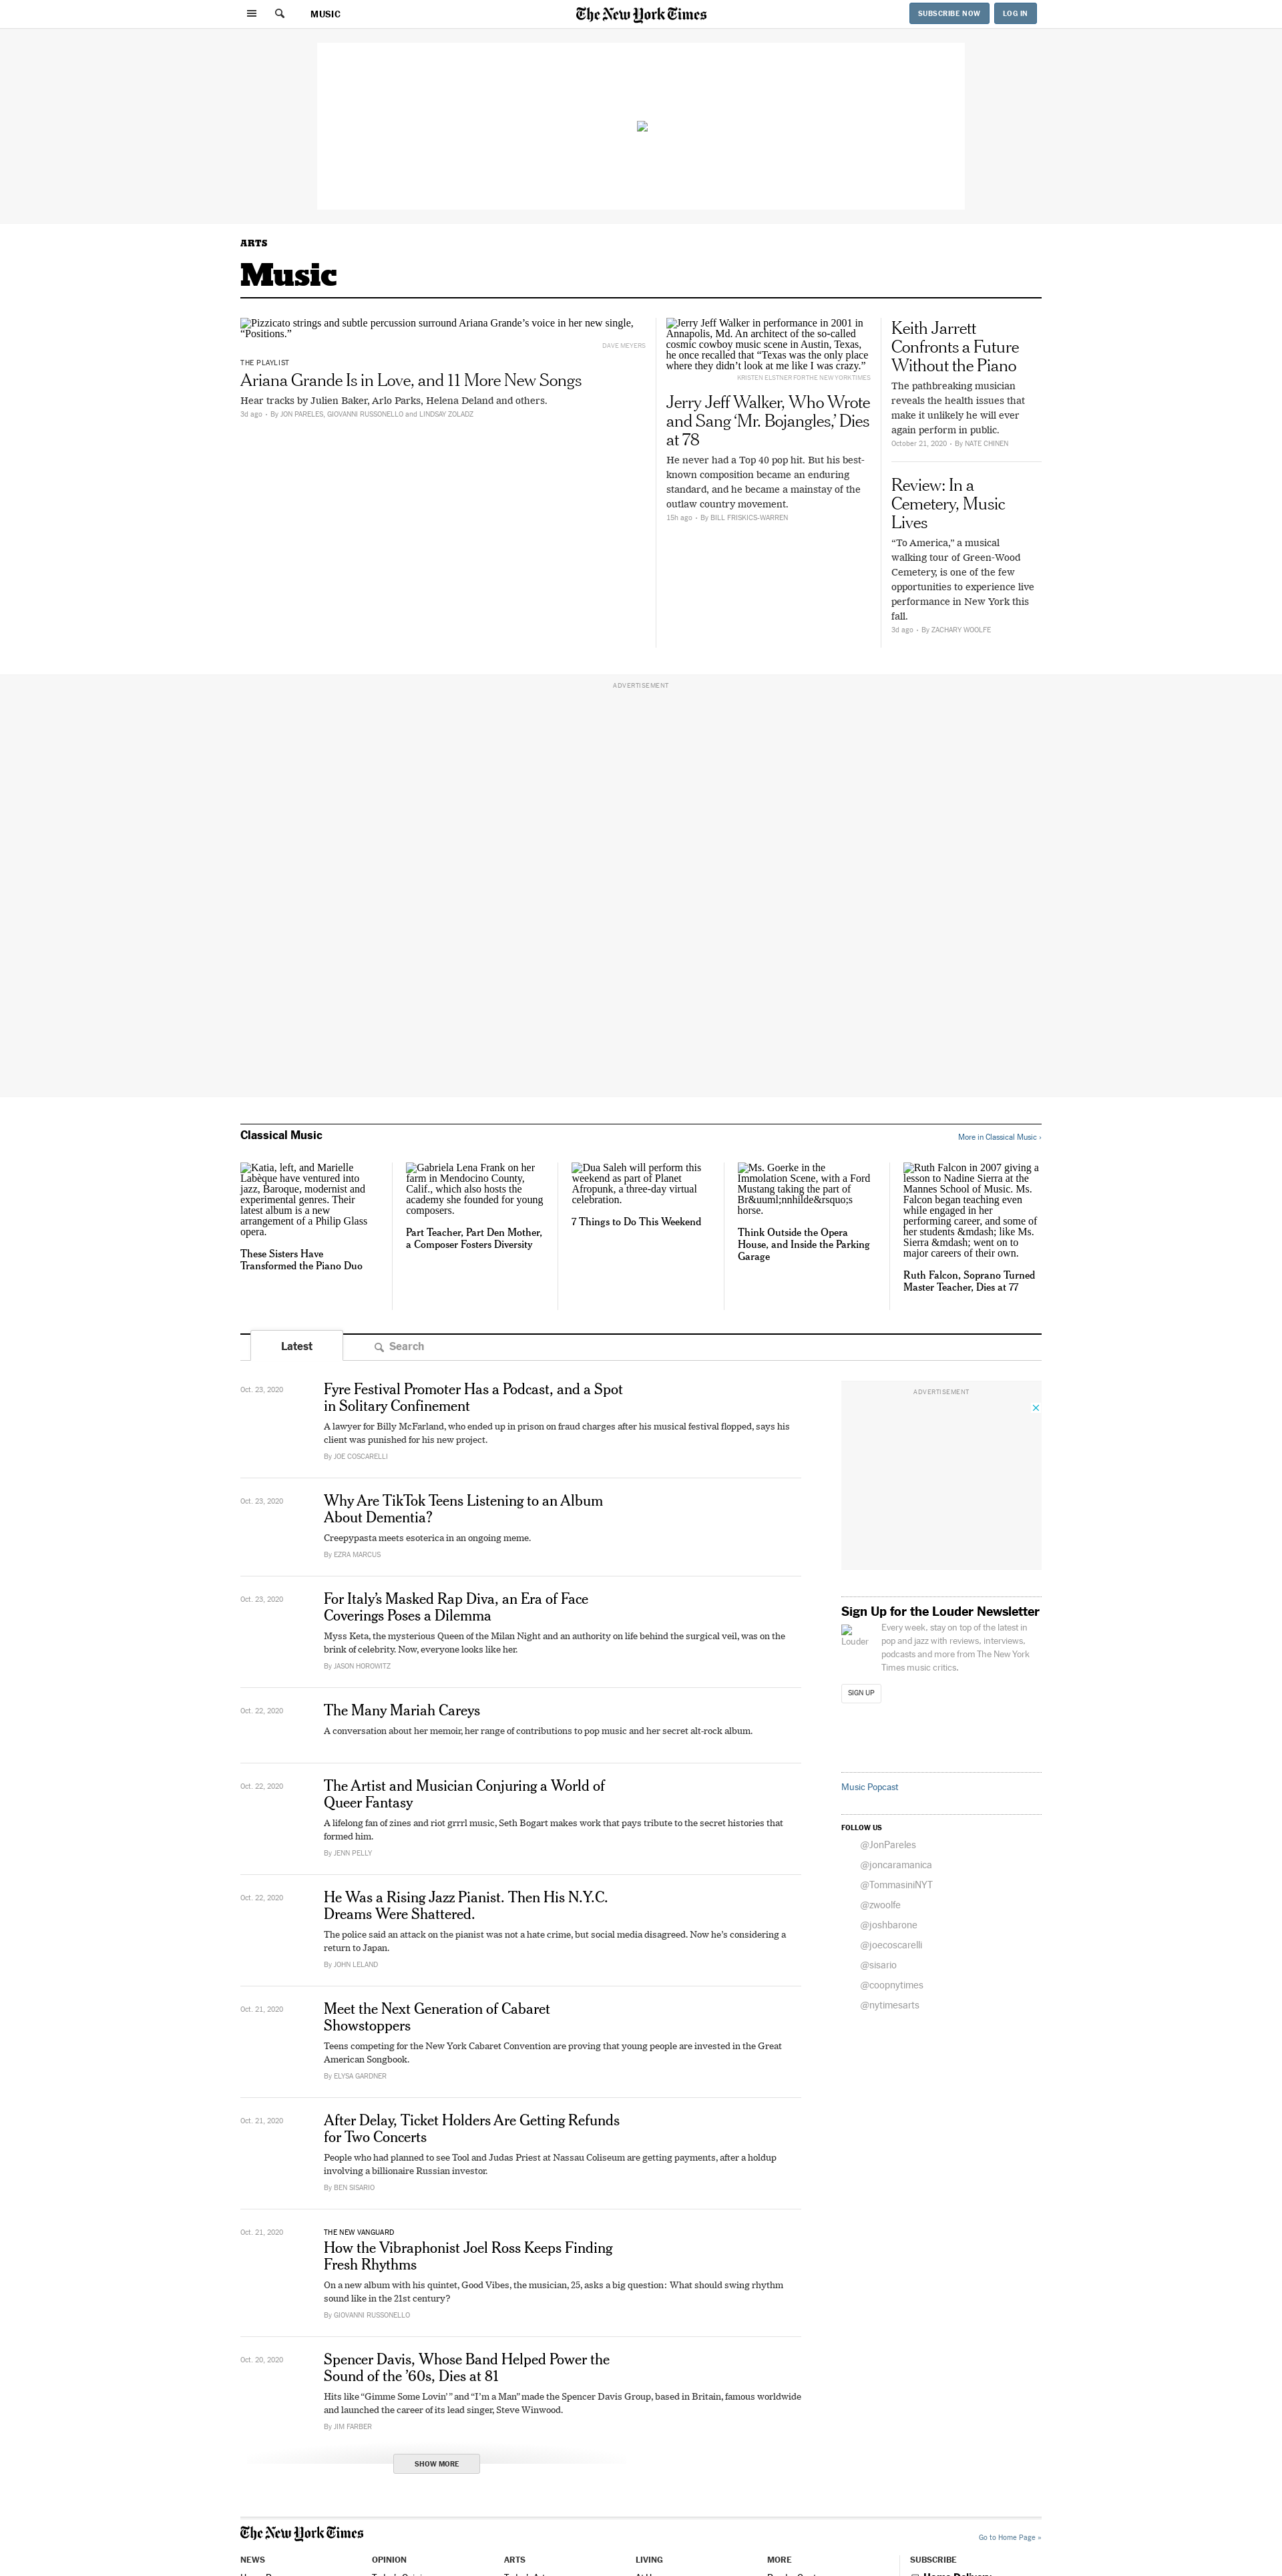 MUSIC
The New York Times
SUBSCRIBE NOW
LOG IN
ARTS
Music
Pizzicato strings and subtle percussion surround Ariana Grande’s voice in her new single,
“Positions.”
DAVE MEYERS
THE PLAYLIST
Ariana Grande Is in Love, and 11 More New Songs
Hear tracks by Julien Baker, Arlo Parks, Helena Deland and others.
3d ago • By JON PARELES, GIOVANNI RUSSONELLO and LINDSAY ZOLADZ
Jerry Jeff Walker in performance in 2001 in
Annapolis, Md. An architect of the so-called
cosmic cowboy music scene in Austin, Texas,
he once recalled that “Texas was the only place
where they didn’t look at me like I was crazy.”
KRISTEN ELSTNER FOR THE NEW YORK TIMES
Jerry Jeff Walker, Who Wrote
and Sang ‘Mr. Bojangles,’ Dies
at 78
He never had a Top 40 pop hit. But his best-
known composition became an enduring
standard, and he became a mainstay of the
outlaw country movement.
15h ago • By BILL FRISKICS-WARREN
Keith Jarrett
Confronts a Future
Without the Piano
The pathbreaking musician
reveals the health issues that
make it unlikely he will ever
again perform in public.
October 21, 2020 • By NATE CHINEN
Review: In a
Cemetery, Music
Lives
“To America,” a musical
walking tour of Green-Wood
Cemetery, is one of the few
opportunities to experience live
performance in New York this
fall.
3d ago • By ZACHARY WOOLFE
ADVERTISEMENT
Classical Music
More in Classical Music ›
Katia, left, and Marielle
Labèque have ventured into
jazz, Baroque, modernist and
experimental genres. Their
latest album is a new
arrangement of a Philip Glass
opera.
These Sisters Have
Transformed the Piano Duo
Gabriela Lena Frank on her
farm in Mendocino County,
Calif., which also hosts the
academy she founded for young
composers.
Part Teacher, Part Den Mother,
a Composer Fosters Diversity
Dua Saleh will perform this
weekend as part of Planet
Afropunk, a three-day virtual
celebration.
7 Things to Do This Weekend
Ms. Goerke in the
Immolation Scene, with a Ford
Mustang taking the part of
Br&uuml;nnhilde&rsquo;s
horse.
Think Outside the Opera
House, and Inside the Parking
Garage
Ruth Falcon in 2007 giving a
lesson to Nadine Sierra at the
Mannes School of Music. Ms.
Falcon began teaching even
while engaged in her
performing career, and some of
her students &mdash; like Ms.
Sierra &mdash; went on to
major careers of their own.
Ruth Falcon, Soprano Turned
Master Teacher, Dies at 77
Latest
Search
Oct. 23, 2020
Fyre Festival Promoter Has a Podcast, and a Spot
in Solitary Confinement
A lawyer for Billy McFarland, who ended up in prison on fraud charges after his musical festival flopped, says his
client was punished for his new project.
By JOE COSCARELLI
Oct. 23, 2020
Why Are TikTok Teens Listening to an Album
About Dementia?
Creepypasta meets esoterica in an ongoing meme.
By EZRA MARCUS
Oct. 23, 2020
For Italy’s Masked Rap Diva, an Era of Face
Coverings Poses a Dilemma
Myss Keta, the mysterious Queen of the Milan Night and an authority on life behind the surgical veil, was on the
brink of celebrity. Now, everyone looks like her.
By JASON HOROWITZ
Oct. 22, 2020
The Many Mariah Careys
A conversation about her memoir, her range of contributions to pop music and her secret alt-rock album.
Oct. 22, 2020
The Artist and Musician Conjuring a World of
Queer Fantasy
A lifelong fan of zines and riot grrrl music, Seth Bogart makes work that pays tribute to the secret histories that
formed him.
By JENN PELLY
Oct. 22, 2020
He Was a Rising Jazz Pianist. Then His N.Y.C.
Dreams Were Shattered.
The police said an attack on the pianist was not a hate crime, but social media disagreed. Now he’s considering a
return to Japan.
By JOHN LELAND
Oct. 21, 2020
Meet the Next Generation of Cabaret
Showstoppers
Teens competing for the New York Cabaret Convention are proving that young people are invested in the Great
American Songbook.
By ELYSA GARDNER
Oct. 21, 2020
After Delay, Ticket Holders Are Getting Refunds
for Two Concerts
People who had planned to see Tool and Judas Priest at Nassau Coliseum are getting payments, after a holdup
involving a billionaire Russian investor.
By BEN SISARIO
Oct. 21, 2020
THE NEW VANGUARD
How the Vibraphonist Joel Ross Keeps Finding
Fresh Rhythms
On a new album with his quintet, Good Vibes, the musician, 25, asks a big question: What should swing rhythm
sound like in the 21st century?
By GIOVANNI RUSSONELLO
Oct. 20, 2020
Spencer Davis, Whose Band Helped Power the
Sound of the ’60s, Dies at 81
Hits like “Gimme Some Lovin’ ” and “I’m a Man” made the Spencer Davis Group, based in Britain, famous worldwide
and launched the career of its lead singer, Steve Winwood.
By JIM FARBER
SHOW MORE
ADVERTISEMENT
Sign Up for the Louder Newsletter
Louder
Every week, stay on top of the latest in
pop and jazz with reviews, interviews,
podcasts and more from The New York
Times music critics.
SIGN UP
Music Popcast
FOLLOW US
@JonPareles
@joncaramanica
@TommasiniNYT
@zwoolfe
@joshbarone
@joecoscarelli
@sisario
@coopnytimes
@nytimesarts
The New York Times
Go to Home Page »
NEWS
OPINION
ARTS
LIVING
MORE
SUBSCRIBE